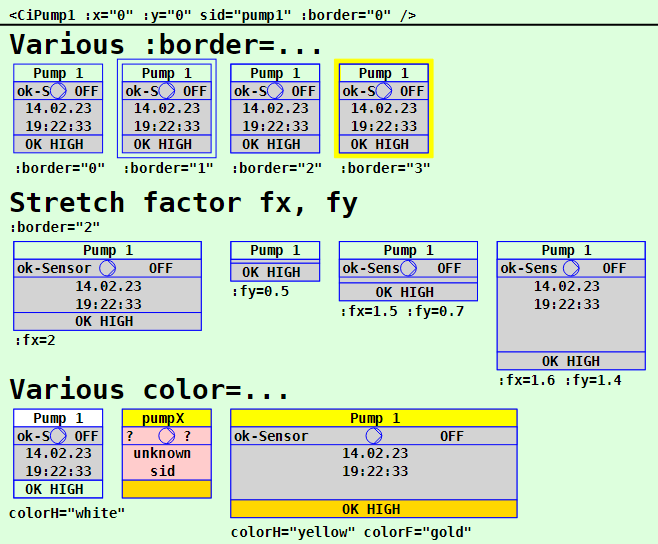 <CiPump1 :x="0" :y="0" sid="pump1" :border="0" />
Various :border=...
Pump 1 Pump 1 Pump 1 Pump 1
ok-S OFF ok-S OFF ok-S OFF ok-S OFF
14.02.23 14.02.23 14.02.23 14.02.23
19:22:33 19:22:33 19:22:33 19:22:33
OK HIGH OK HIGH OK HIGH OK HIGH
:border="0" :border="1" :border="2" :border="3"
Stretch factor fx, fy
:border="2"
Pump 1
ok-Sensor OFF
14.02.23
19:22:33
OK HIGH
:fx=2
Pump 1
OK HIGH
:fy=0.5
Pump 1
ok-Sens OFF
OK HIGH
:fx=1.5 :fy=0.7
Pump 1
ok-Sens OFF
14.02.23
19:22:33
OK HIGH
:fx=1.6 :fy=1.4
Various color=...
Pump 1
ok-S OFF
14.02.23
19:22:33
OK HIGH
colorH="white"
pumpX
? ?
unknown
sid
Pump 1
ok-Sensor OFF
14.02.23
19:22:33
OK HIGH
colorH="yellow" colorF="gold"